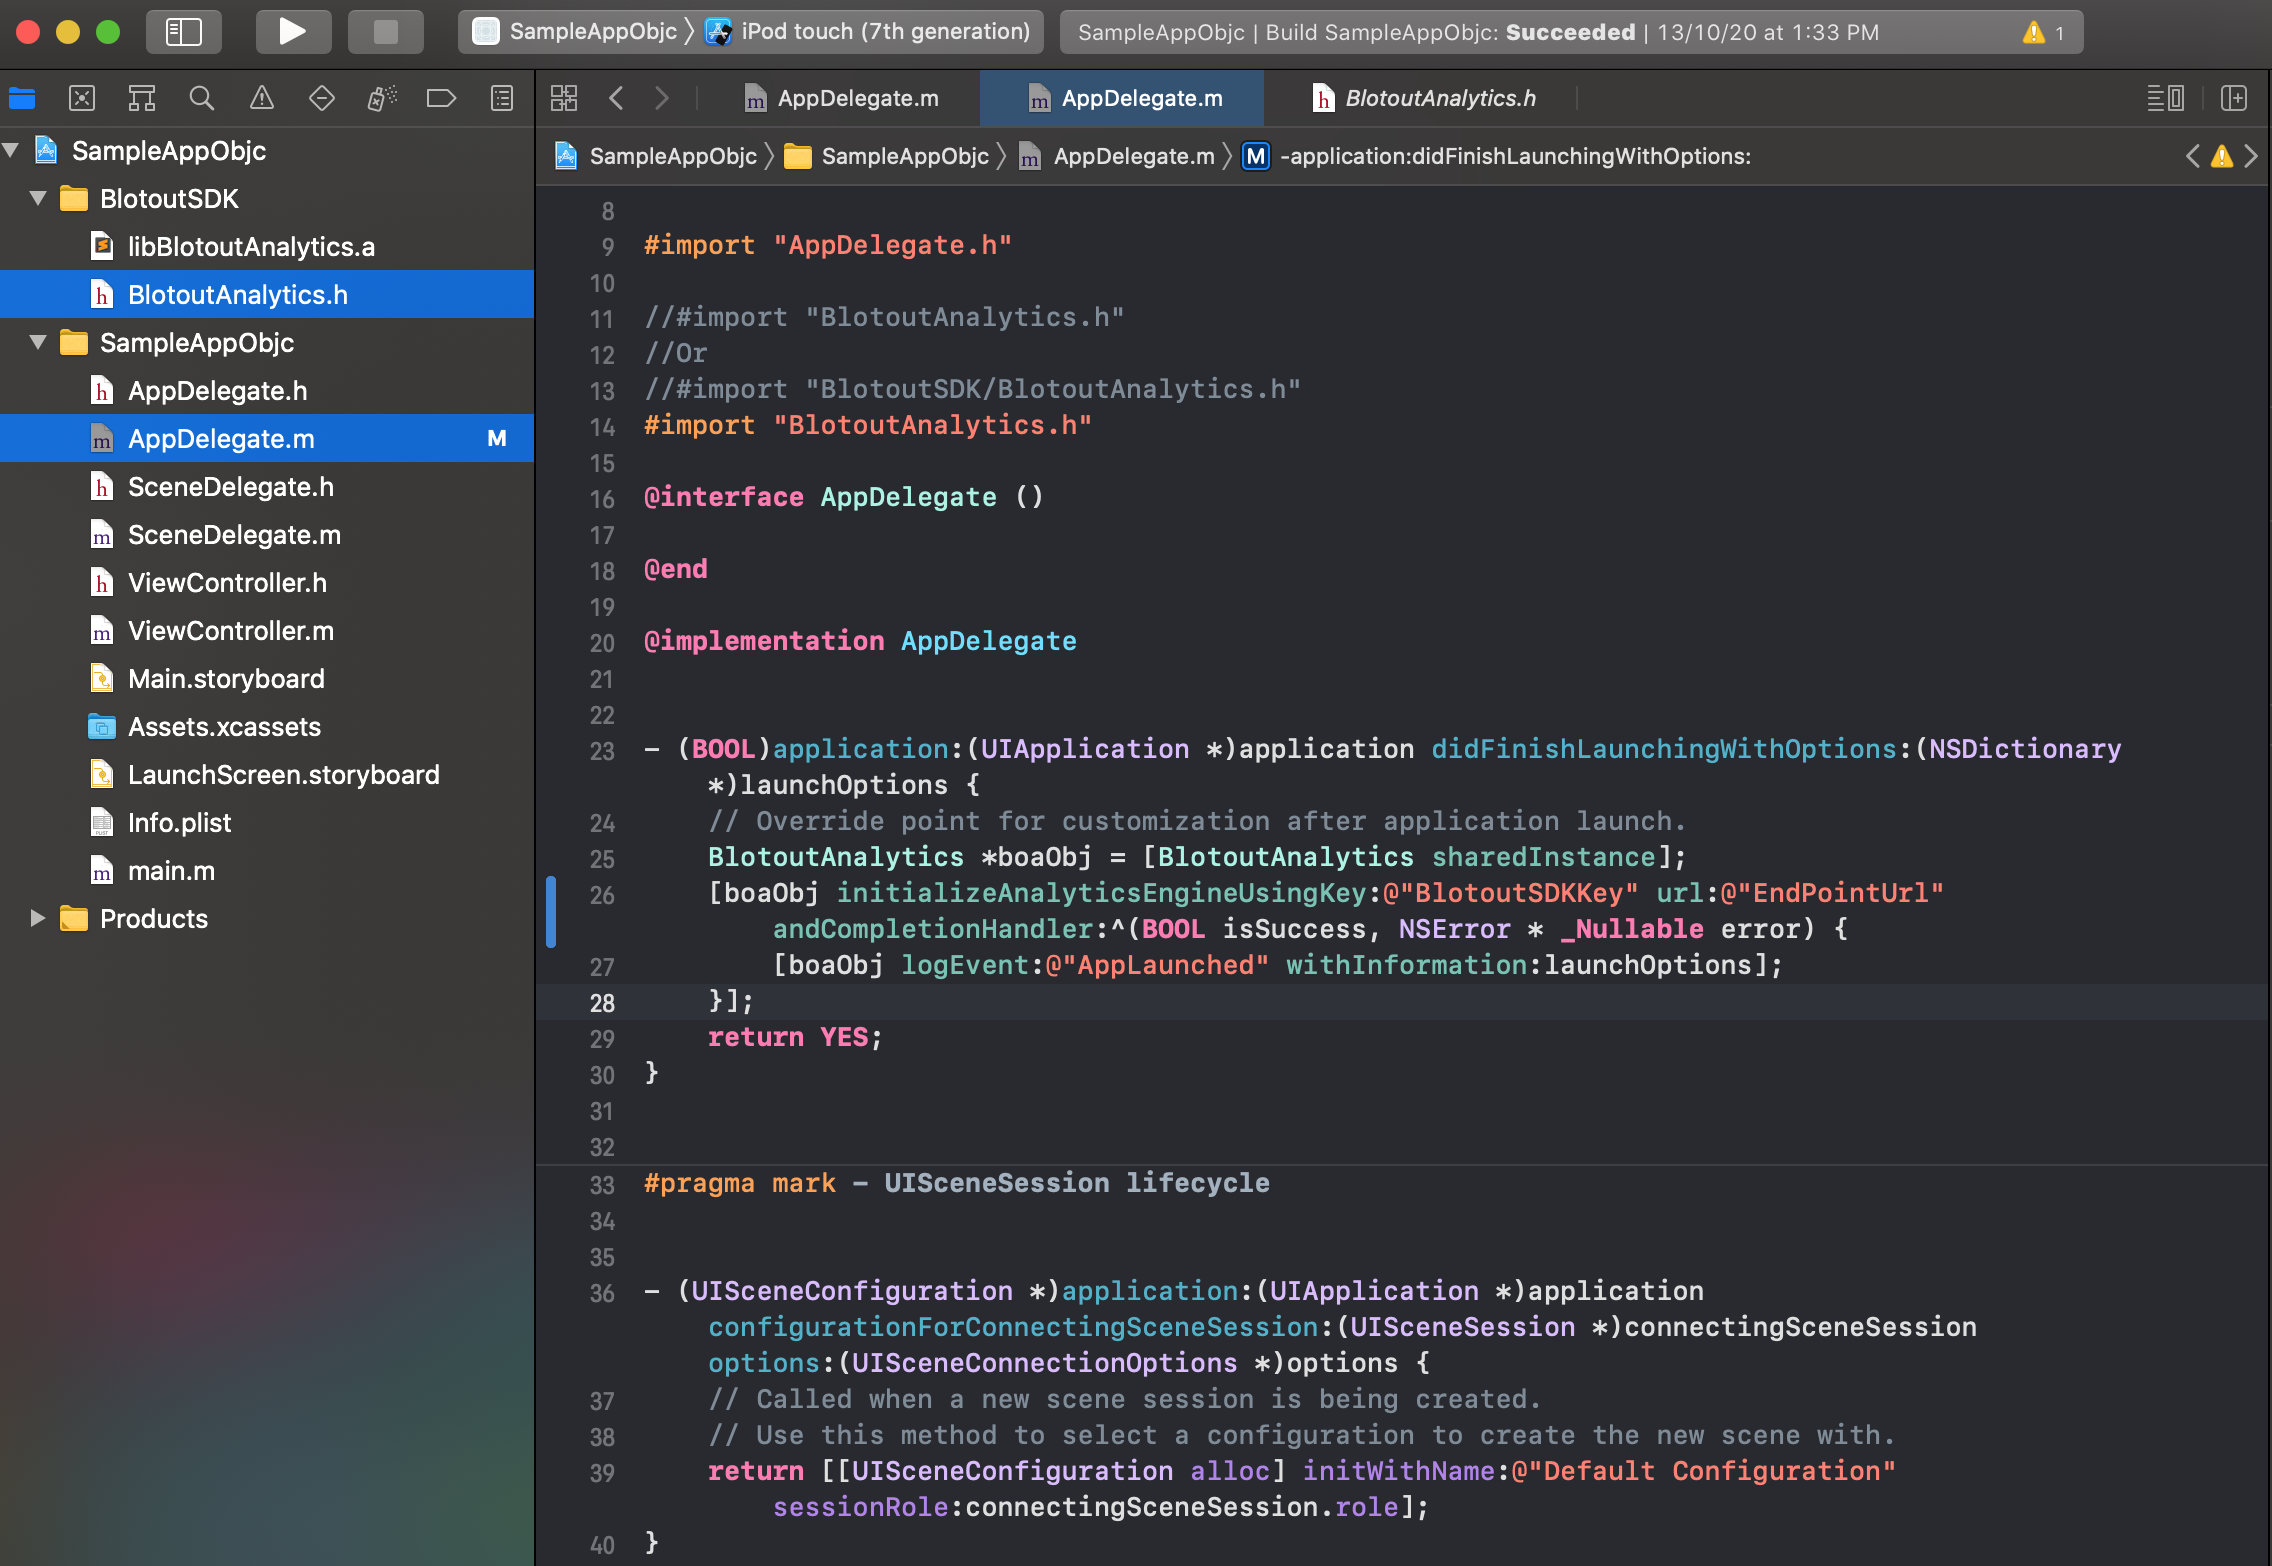 SampleAppObjc 〉 iPod touch (7th generation)
SampleAppObjc | Build SampleAppObjc: Succeeded | 13/10/20 at 1:33 PM
1
SampleAppObjc
BlotoutSDK
libBlotoutAnalytics.a
h BlotoutAnalytics.h
SampleAppObjc
h AppDelegate.h
m AppDelegate.m M
h SceneDelegate.h
m SceneDelegate.m
h ViewController.h
m ViewController.m
Main.storyboard
Assets.xcassets
LaunchScreen.storyboard
Info.plist
m main.m
Products
m AppDelegate.m
m AppDelegate.m
h BlotoutAnalytics.h
SampleAppObjc 〉 SampleAppObjc 〉 m AppDelegate.m 〉 M -application:didFinishLaunchingWithOptions:
8
9 #import "AppDelegate.h"
10
11 //#import "BlotoutAnalytics.h"
12 //Or
13 //#import "BlotoutSDK/BlotoutAnalytics.h"
14 #import "BlotoutAnalytics.h"
15
16 @interface AppDelegate ()
17
18 @end
19
20 @implementation AppDelegate
21
22
23 - (BOOL)application:(UIApplication *)application didFinishLaunchingWithOptions:(NSDictionary
*)launchOptions {
24 // Override point for customization after application launch.
25 BlotoutAnalytics *boaObj = [BlotoutAnalytics sharedInstance];
26 [boaObj initializeAnalyticsEngineUsingKey:@"BlotoutSDKKey" url:@"EndPointUrl"
andCompletionHandler:^(BOOL isSuccess, NSError * _Nullable error) {
27 [boaObj logEvent:@"AppLaunched" withInformation:launchOptions];
28 }];
29 return YES;
30 }
31
32
33 #pragma mark - UISceneSession lifecycle
34
35
36 - (UISceneConfiguration *)application:(UIApplication *)application
configurationForConnectingSceneSession:(UISceneSession *)connectingSceneSession
options:(UISceneConnectionOptions *)options {
37 // Called when a new scene session is being created.
38 // Use this method to select a configuration to create the new scene with.
39 return [[UISceneConfiguration alloc] initWithName:@"Default Configuration"
sessionRole:connectingSceneSession.role];
40 }